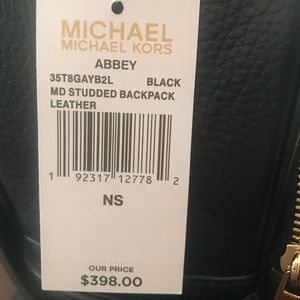 MICHAEL
MICHAEL KORS
ABBEY
35T8GAYB2L BLACK
MD STUDDED BACKPACK
LEATHER
1 92317 12778 2
NS
OUR PRICE
$398.00